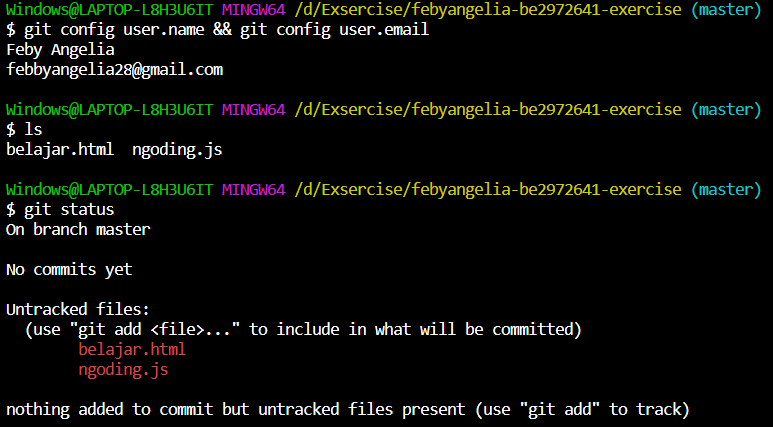 Windows@LAPTOP-L8H3U6IT MINGW64 /d/Exsercise/febyangelia-be2972641-exercise (master)
$ git config user.name && git config user.email
Feby Angelia
febbyangelia28@gmail.com
Windows@LAPTOP-L8H3U6IT MINGW64 /d/Exsercise/febyangelia-be2972641-exercise (master)
$ ls
belajar.html  ngoding.js
Windows@LAPTOP-L8H3U6IT MINGW64 /d/Exsercise/febyangelia-be2972641-exercise (master)
$ git status
On branch master
No commits yet
Untracked files:
  (use "git add <file>..." to include in what will be committed)
        belajar.html
        ngoding.js
nothing added to commit but untracked files present (use "git add" to track)